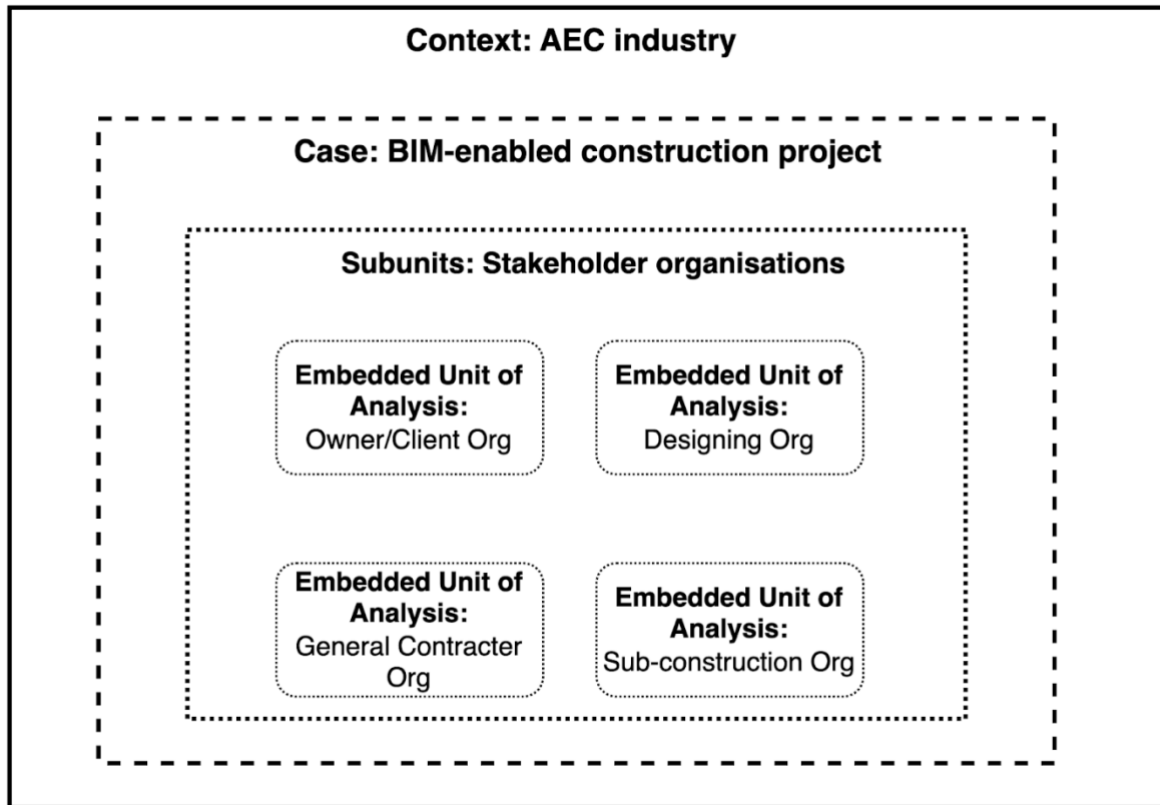 Context: AEC industry
Case: BIM-enabled construction project
Subunits: Stakeholder organisations
Embedded Unit of
Analysis:
Owner/Client Org
Embedded Unit of
Analysis:
Designing Org
Embedded Unit of
Analysis:
General Contracter
Org
Embedded Unit of
Analysis:
Sub-construction Org